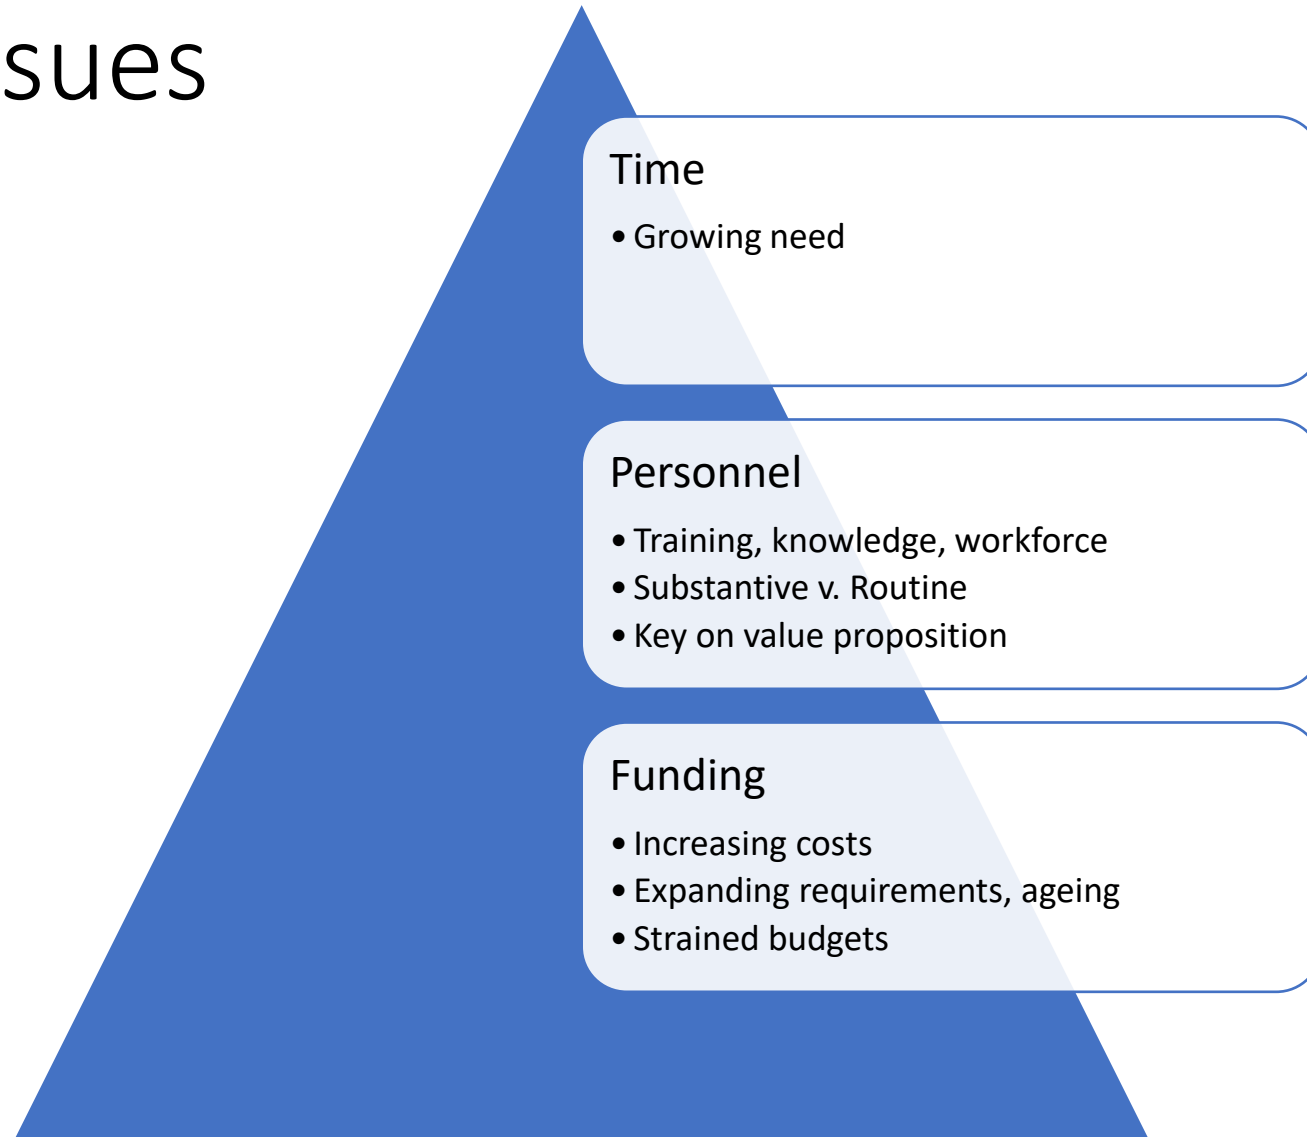 sues
Time
• Growing need
Personnel
• Training, knowledge, workforce
• Substantive v. Routine
• Key on value proposition
Funding
• Increasing costs
• Expanding requirements, ageing
• Strained budgets